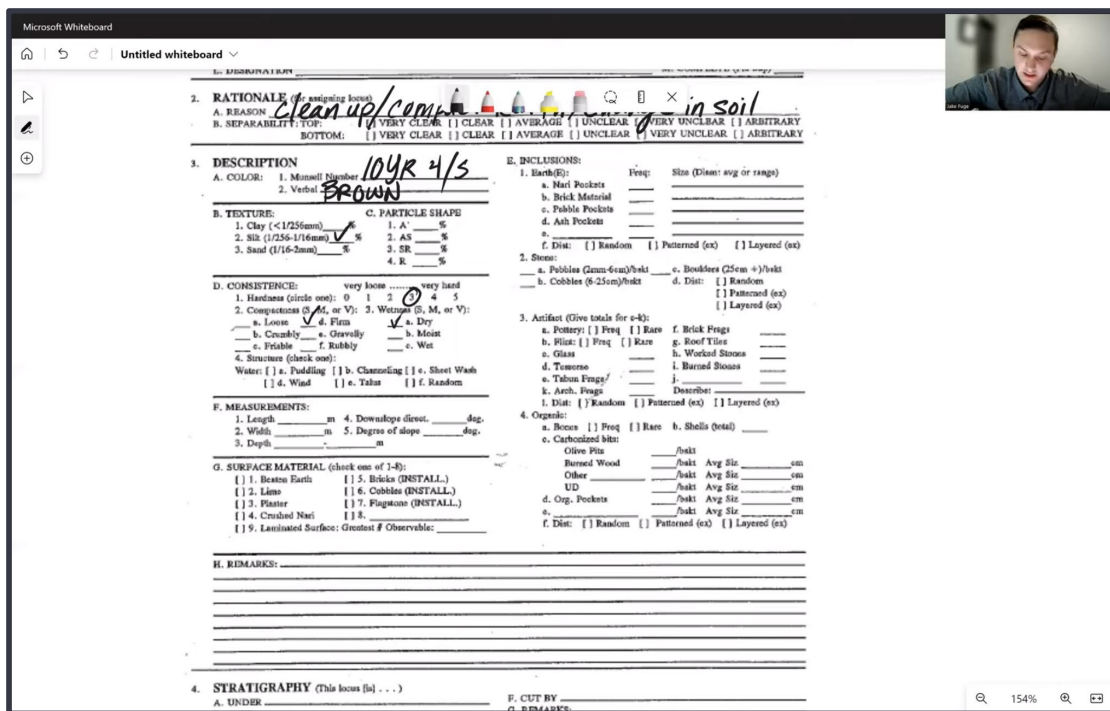 Microsoft Whiteboard
Untitled whiteboard
Jake Page
L. DESIGNATION
2. RATIONALE (for assigning locus)
A. REASON clean up/ in soil
B. SEPARABILITY: TOP: [ ] VERY CLEAR [ ] CLEAR [ ] AVERAGE [ ] UNCLEAR [ ] VERY UNCLEAR [ ] ARBITRARY
BOTTOM: [ ] VERY CLEAR [ ] CLEAR [ ] AVERAGE [ ] UNCLEAR [ ] VERY UNCLEAR [ ] ARBITRARY
3. DESCRIPTION
A. COLOR: 1. Munsell Number 10YR 4/3
2. Verbal BROWN
B. TEXTURE:
1. Clay (<1/256mm) %
2. Silt (1/256-1/16mm) ✓ %
3. Sand (1/16-2mm) %
C. PARTICLE SHAPE
1. A %
2. AS %
3. SR %
4. R %
D. CONSISTENCE: very loose ........ very hard
1. Hardness (circle one): 0 1 2 3 4 5
2. Compactness (S, M, or V): 3. Wetness (S, M, or V):
a. Loose ✓ d. Firm ✓ a. Dry
b. Crumbly e. Gravelly b. Moist
c. Friable f. Rubbly c. Wet
4. Structure (check one):
Water: [ ] a. Puddling [ ] b. Channeling [ ] c. Sheet Wash
[ ] d. Wind [ ] e. Talus [ ] f. Random
F. MEASUREMENTS:
1. Length m 4. Downslope direct. deg.
2. Width m 5. Degree of slope deg.
3. Depth - m
G. SURFACE MATERIAL (check one of 1-8):
[ ] 1. Beaten Earth [ ] 5. Bricks (INSTALL.)
[ ] 2. Lime [ ] 6. Cobbles (INSTALL.)
[ ] 3. Plaster [ ] 7. Flagstone (INSTALL.)
[ ] 4. Crushed Nari [ ] 8.
[ ] 9. Laminated Surface: Greatest # Observable:
E. INCLUSIONS:
1. Earth(E): Freq: Size (Diam: avg or range)
a. Nari Pockets
b. Brick Material
c. Pebble Pockets
d. Ash Pockets
e.
f. Dist: [ ] Random [ ] Patterned (ex) [ ] Layered (ex)
2. Stone:
a. Pebbles (2mm-6cm)/bskt c. Boulders (25cm +)/bskt
b. Cobbles (6-25cm)/bskt d. Dist: [ ] Random
[ ] Patterned (ex)
[ ] Layered (ex)
3. Artifact (Give totals for c-k):
a. Pottery: [ ] Freq [ ] Rare f. Brick Frags
b. Flint: [ ] Freq [ ] Rare g. Roof Tiles
c. Glass h. Worked Stones
d. Tesserae i. Burned Stones
e. Tabun Frags j.
k. Arch. Frags Describe:
l. Dist: [ ] Random [ ] Patterned (ex) [ ] Layered (ex)
4. Organic:
a. Bones [ ] Freq [ ] Rare b. Shells (total)
c. Carbonized bits:
Olive Pits /bskt
Burned Wood /bskt Avg Siz cm
Other /bskt Avg Siz cm
UD /bskt Avg Siz cm
d. Org. Pockets /bskt Avg Siz cm
e. /bskt Avg Siz cm
f. Dist: [ ] Random [ ] Patterned (ex) [ ] Layered (ex)
H. REMARKS:
4. STRATIGRAPHY (This locus [is] . . . )
A. UNDER
F. CUT BY
G. REMARKS:
154%